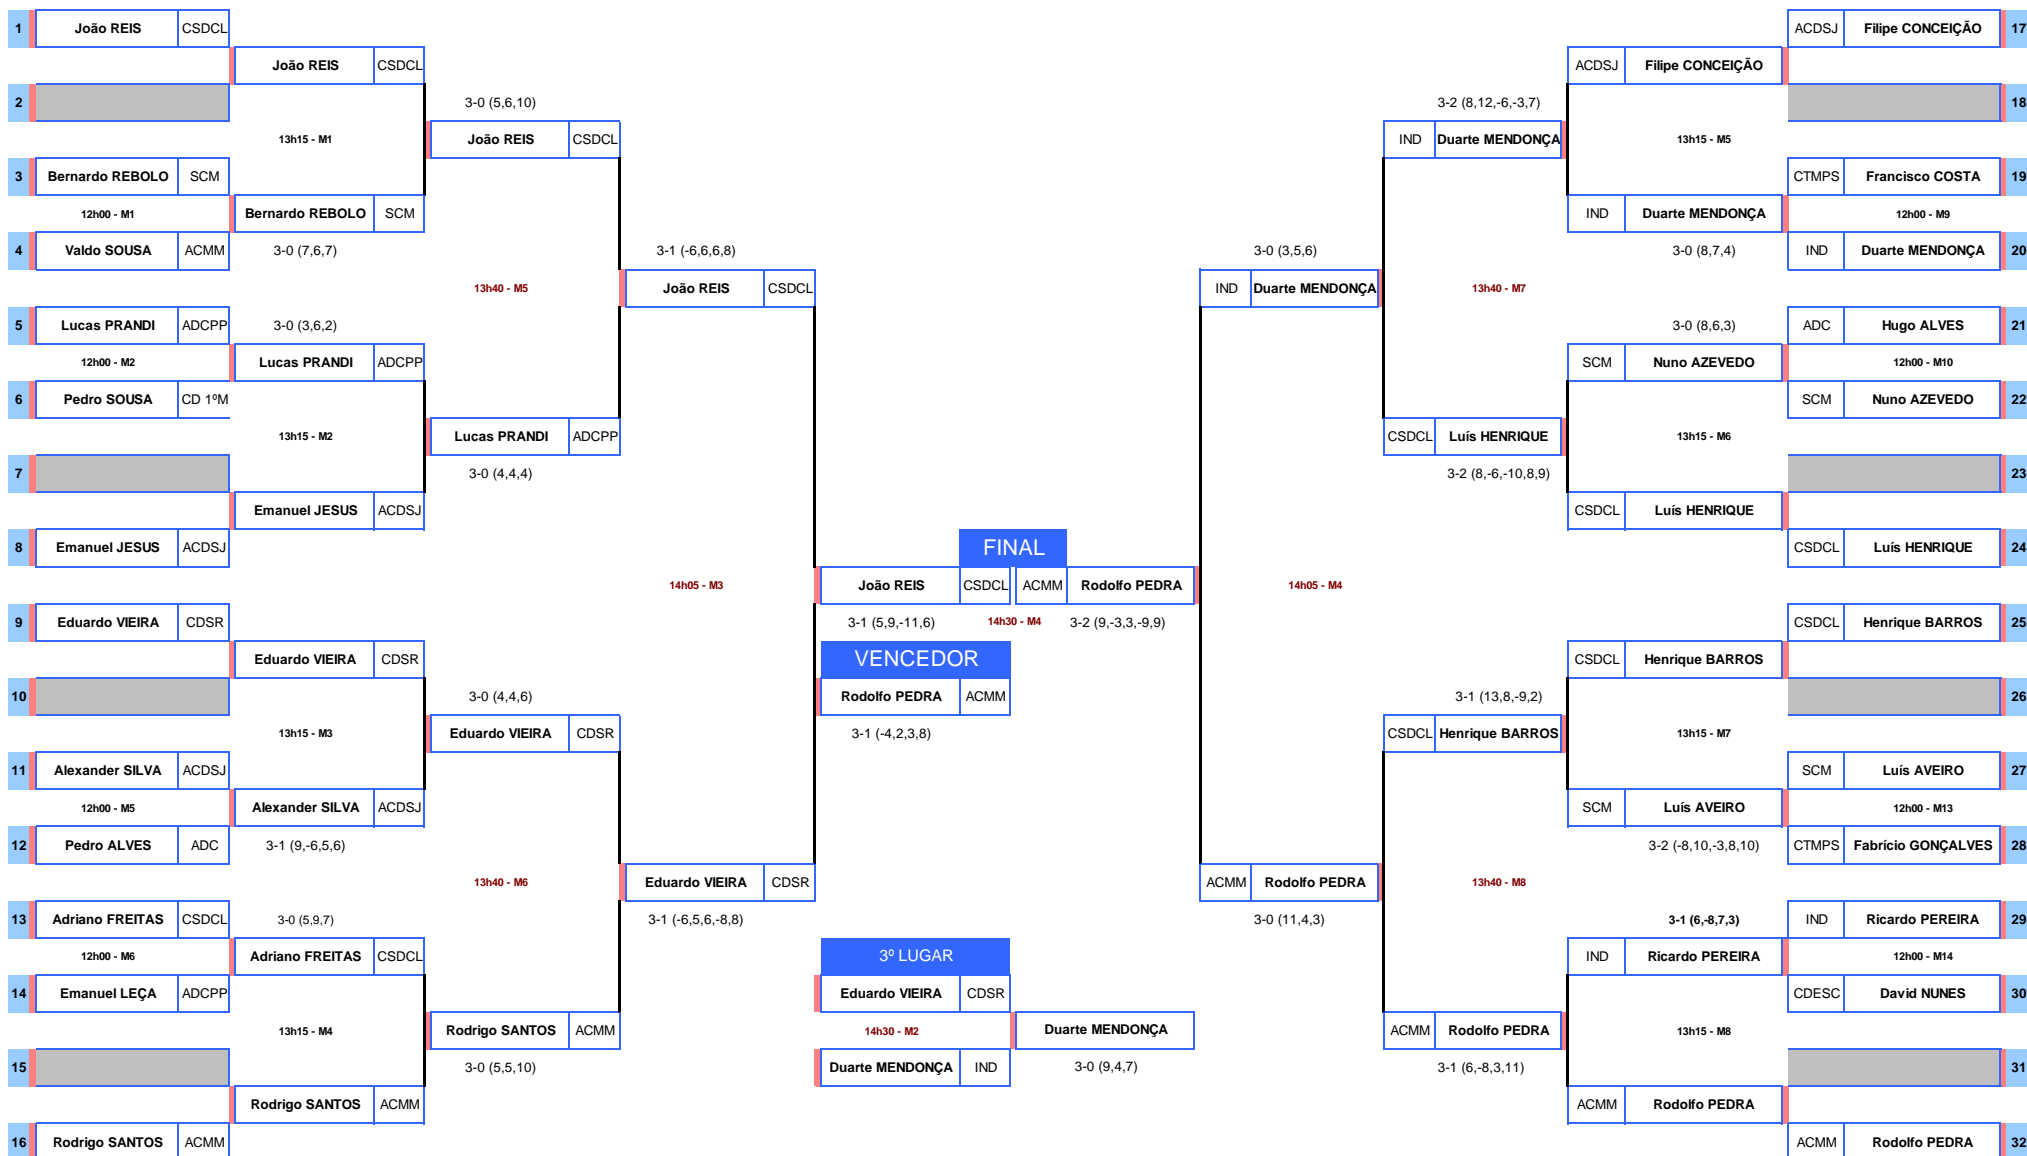 1 João REIS CSDCL ACDSJ Filipe CONCEIÇÃO 17
João REIS CSDCL ACDSJ Filipe CONCEIÇÃO
2 3-0 (5,6,10) 3-2 (8,12,-6,-3,7) 18
13h15 - M1 João REIS CSDCL IND Duarte MENDONÇA 13h15 - M5
3 Bernardo REBOLO SCM CTMPS Francisco COSTA 19
12h00 - M1 Bernardo REBOLO SCM IND Duarte MENDONÇA 12h00 - M9
4 Valdo SOUSA ACMM 3-0 (7,6,7) 3-1 (-6,6,6,8) 3-0 (3,5,6) 3-0 (8,7,4) IND Duarte MENDONÇA 20
13h40 - M5 João REIS CSDCL IND Duarte MENDONÇA 13h40 - M7
5 Lucas PRANDI ADCPP 3-0 (3,6,2) 3-0 (8,6,3) ADC Hugo ALVES 21
12h00 - M2 Lucas PRANDI ADCPP SCM Nuno AZEVEDO 12h00 - M10
6 Pedro SOUSA CD 1ºM SCM Nuno AZEVEDO 22
13h15 - M2 Lucas PRANDI ADCPP CSDCL Luís HENRIQUE 13h15 - M6
7 3-0 (4,4,4) 3-2 (8,-6,-10,8,9) 23
Emanuel JESUS ACDSJ CSDCL Luís HENRIQUE
8 Emanuel JESUS ACDSJ FINAL CSDCL Luís HENRIQUE 24
14h05 - M3 João REIS CSDCL ACMM Rodolfo PEDRA 14h05 - M4
9 Eduardo VIEIRA CDSR 3-1 (5,9,-11,6) 14h30 - M4 3-2 (9,-3,3,-9,9) CSDCL Henrique BARROS 25
Eduardo VIEIRA CDSR VENCEDOR CSDCL Henrique BARROS
10 3-0 (4,4,6) Rodolfo PEDRA ACMM 3-1 (13,8,-9,2) 26
13h15 - M3 Eduardo VIEIRA CDSR 3-1 (-4,2,3,8) CSDCL Henrique BARROS 13h15 - M7
11 Alexander SILVA ACDSJ SCM Luís AVEIRO 27
12h00 - M5 Alexander SILVA ACDSJ SCM Luís AVEIRO 12h00 - M13
12 Pedro ALVES ADC 3-1 (9,-6,5,6) 3-2 (-8,10,-3,8,10) CTMPS Fabrício GONÇALVES 28
13h40 - M6 Eduardo VIEIRA CDSR ACMM Rodolfo PEDRA 13h40 - M8
13 Adriano FREITAS CSDCL 3-0 (5,9,7) 3-1 (-6,5,6,-8,8) 3-0 (11,4,3) 3-1 (6,-8,7,3) IND Ricardo PEREIRA 29
12h00 - M6 Adriano FREITAS CSDCL 3º LUGAR IND Ricardo PEREIRA 12h00 - M14
14 Emanuel LEÇA ADCPP Eduardo VIEIRA CDSR CDESC David NUNES 30
13h15 - M4 Rodrigo SANTOS ACMM 14h30 - M2 Duarte MENDONÇA ACMM Rodolfo PEDRA 13h15 - M8
15 3-0 (5,5,10) Duarte MENDONÇA IND 3-0 (9,4,7) 3-1 (6,-8,3,11) 31
Rodrigo SANTOS ACMM ACMM Rodolfo PEDRA
16 Rodrigo SANTOS ACMM ACMM Rodolfo PEDRA 32